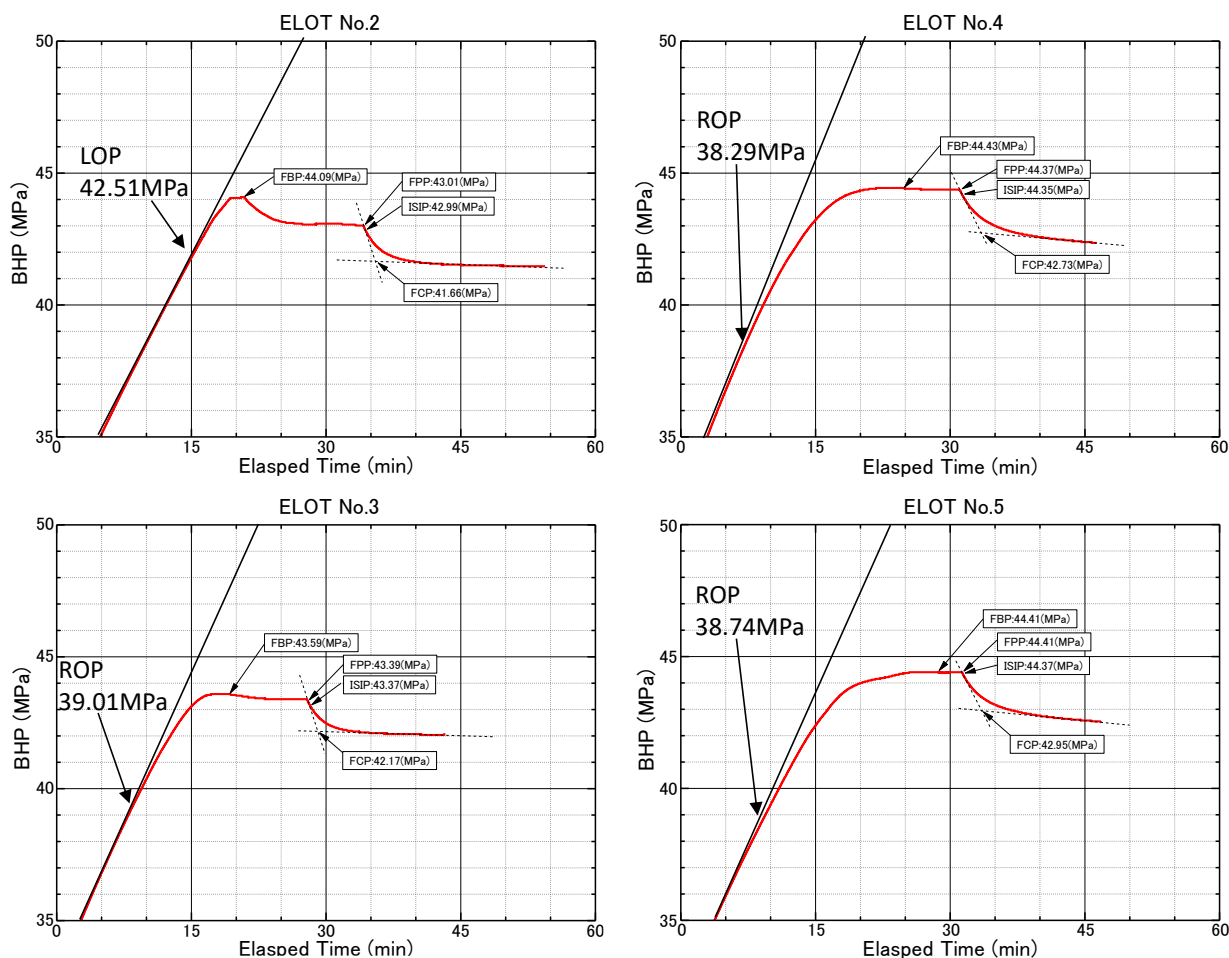 ELOT No.2
50
45
40
35
BHP (MPa)
LOP
42.51MPa
FBP:44.09(MPa)
FPP:43.01(MPa)
ISIP:42.99(MPa)
FCP:41.66(MPa)
0 15 30 45 60
Elasped Time (min)
ELOT No.4
50
45
40
35
BHP (MPa)
ROP
38.29MPa
FBP:44.43(MPa)
FPP:44.37(MPa)
ISIP:44.35(MPa)
FCP:42.73(MPa)
0 15 30 45 60
Elasped Time (min)
ELOT No.3
50
45
40
35
BHP (MPa)
ROP
39.01MPa
FBP:43.59(MPa)
FPP:43.39(MPa)
ISIP:43.37(MPa)
FCP:42.17(MPa)
0 15 30 45 60
Elasped Time (min)
ELOT No.5
50
45
40
35
BHP (MPa)
ROP
38.74MPa
FBP:44.41(MPa)
FPP:44.41(MPa)
ISIP:44.37(MPa)
FCP:42.95(MPa)
0 15 30 45 60
Elasped Time (min)